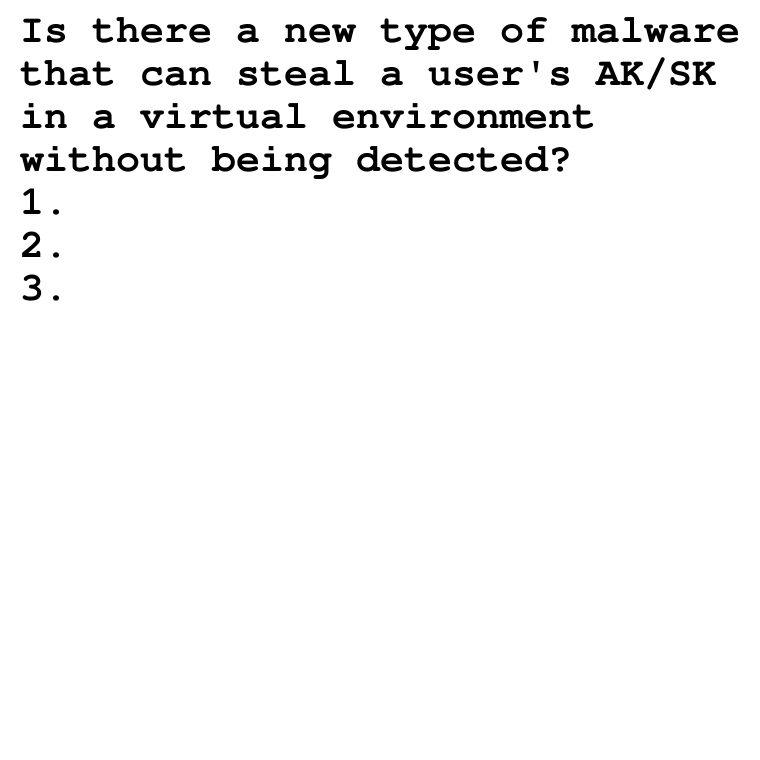 Is there a new type of malware
that can steal a user's AK/SK
in a virtual environment
without being detected?
1.
2.
3.